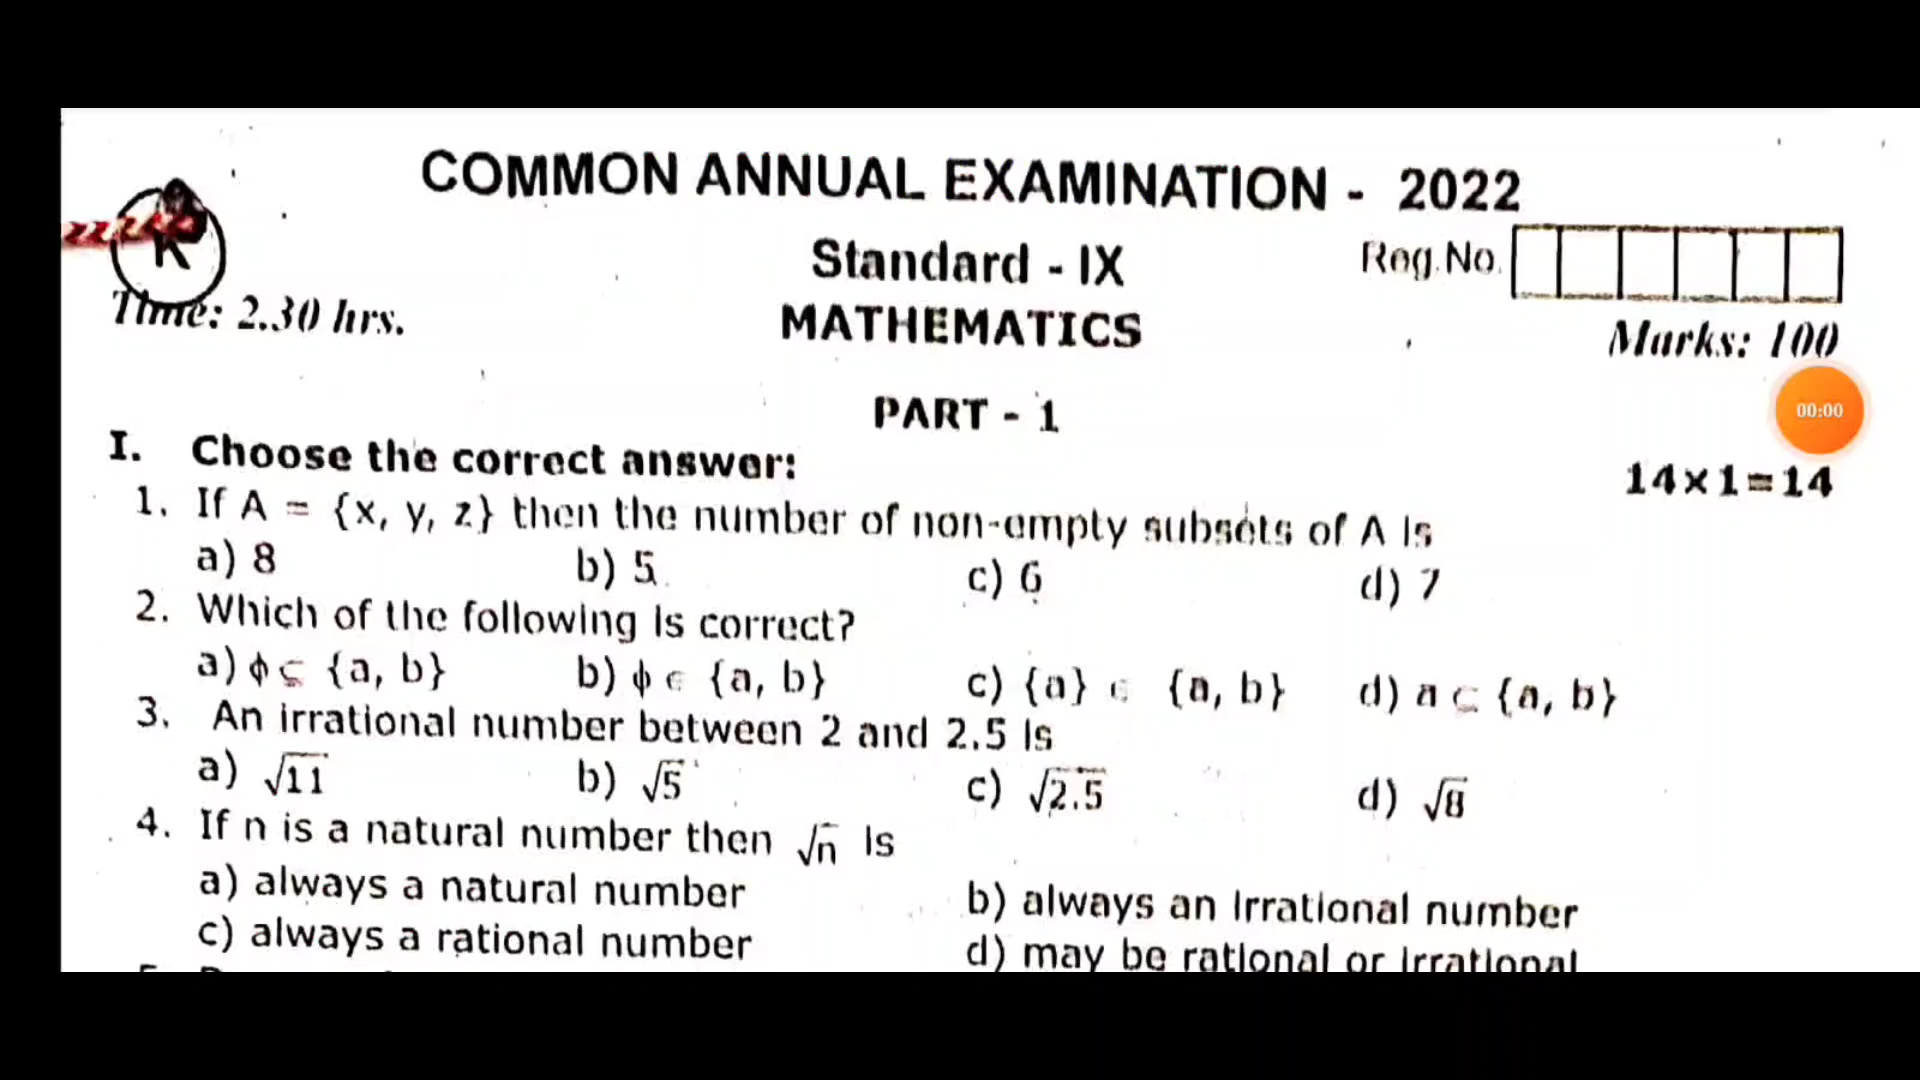 COMMON ANNUAL EXAMINATION - 2022
Standard - IX
Reg.No.
K
Time: 2.30 hrs.
MATHEMATICS
Marks: 100
PART - 1
00:00
I. Choose the correct answer:
14×1=14
1. If A = {x, y, z} then the number of non-empty subsets of A is
a) 8 b) 5 c) 6 d) 7
2. Which of the following is correct?
a) ϕ ⊆ {a, b} b) ϕ ∈ {a, b} c) {a} ∈ {a, b} d) a ⊂ {a, b}
3. An irrational number between 2 and 2.5 is
a) √11 b) √5 c) √2.5 d) √8
4. If n is a natural number then √n is
a) always a natural number b) always an irrational number
c) always a rational number d) may be rational or irrational